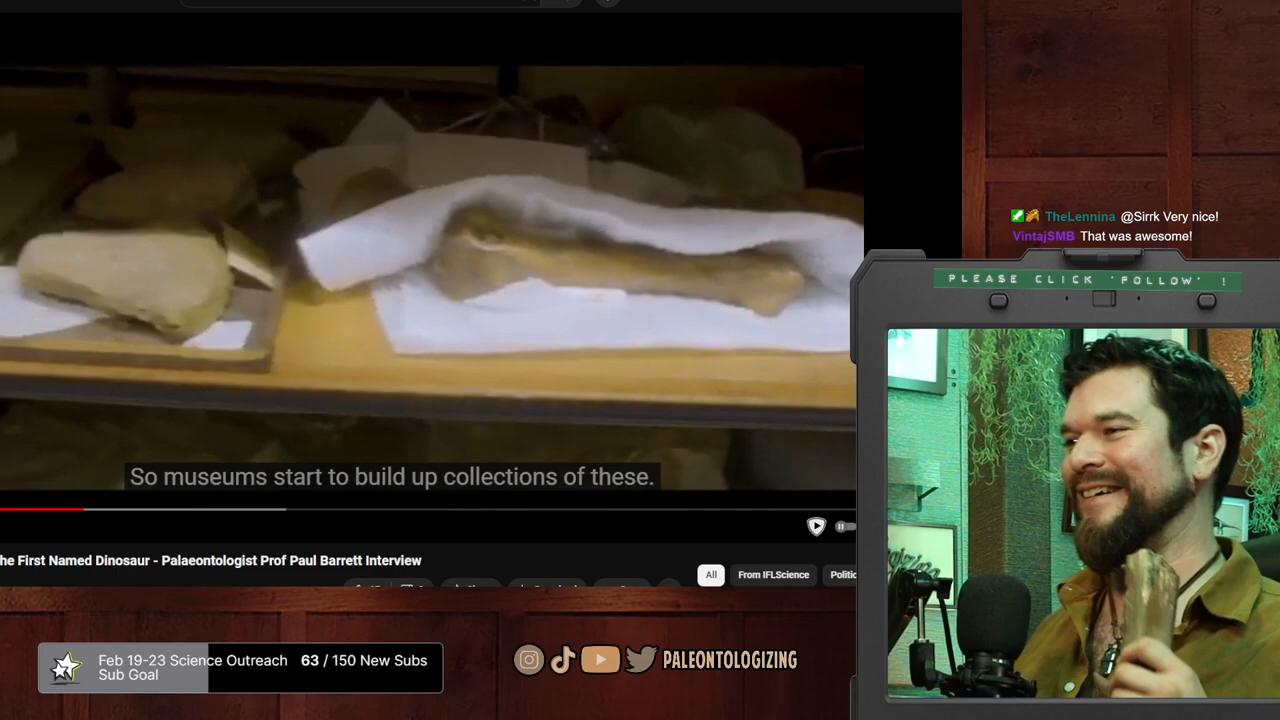 TheLennina @Sirrk Very nice!
VintajSMB That was awesome!
PLEASE CLICK "FOLLOW" !
So museums start to build up collections of these.
he First Named Dinosaur - Palaeontologist Prof Paul Barrett Interview
All From IFLScience Politic
Feb 19-23 Science Outreach 63 / 150 New Subs
Sub Goal
PALEONTOLOGIZING